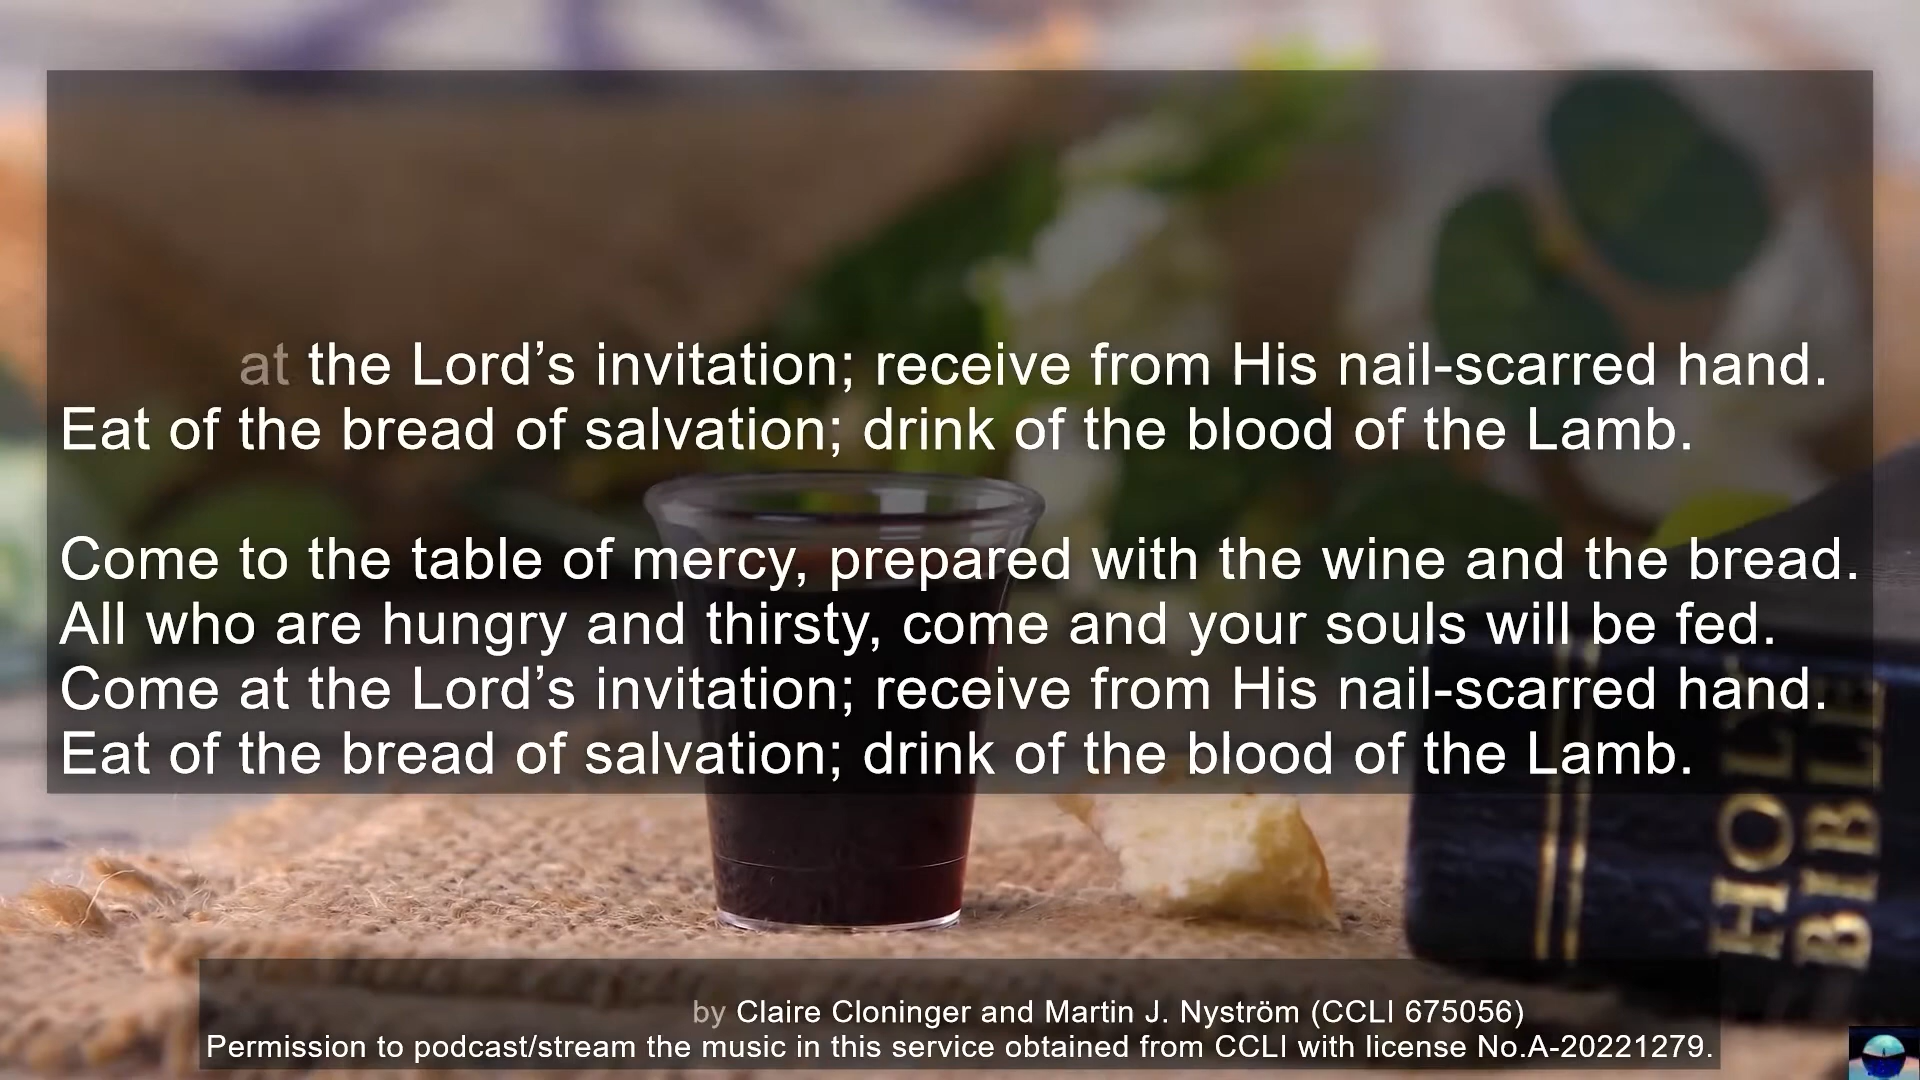 at the Lord’s invitation; receive from His nail-scarred hand.
Eat of the bread of salvation; drink of the blood of the Lamb.
Come to the table of mercy, prepared with the wine and the bread.
All who are hungry and thirsty, come and your souls will be fed.
Come at the Lord’s invitation; receive from His nail-scarred hand.
Eat of the bread of salvation; drink of the blood of the Lamb.
HOLY
BIBLE
by Claire Cloninger and Martin J. Nyström (CCLI 675056)
Permission to podcast/stream the music in this service obtained from CCLI with license No.A-20221279.